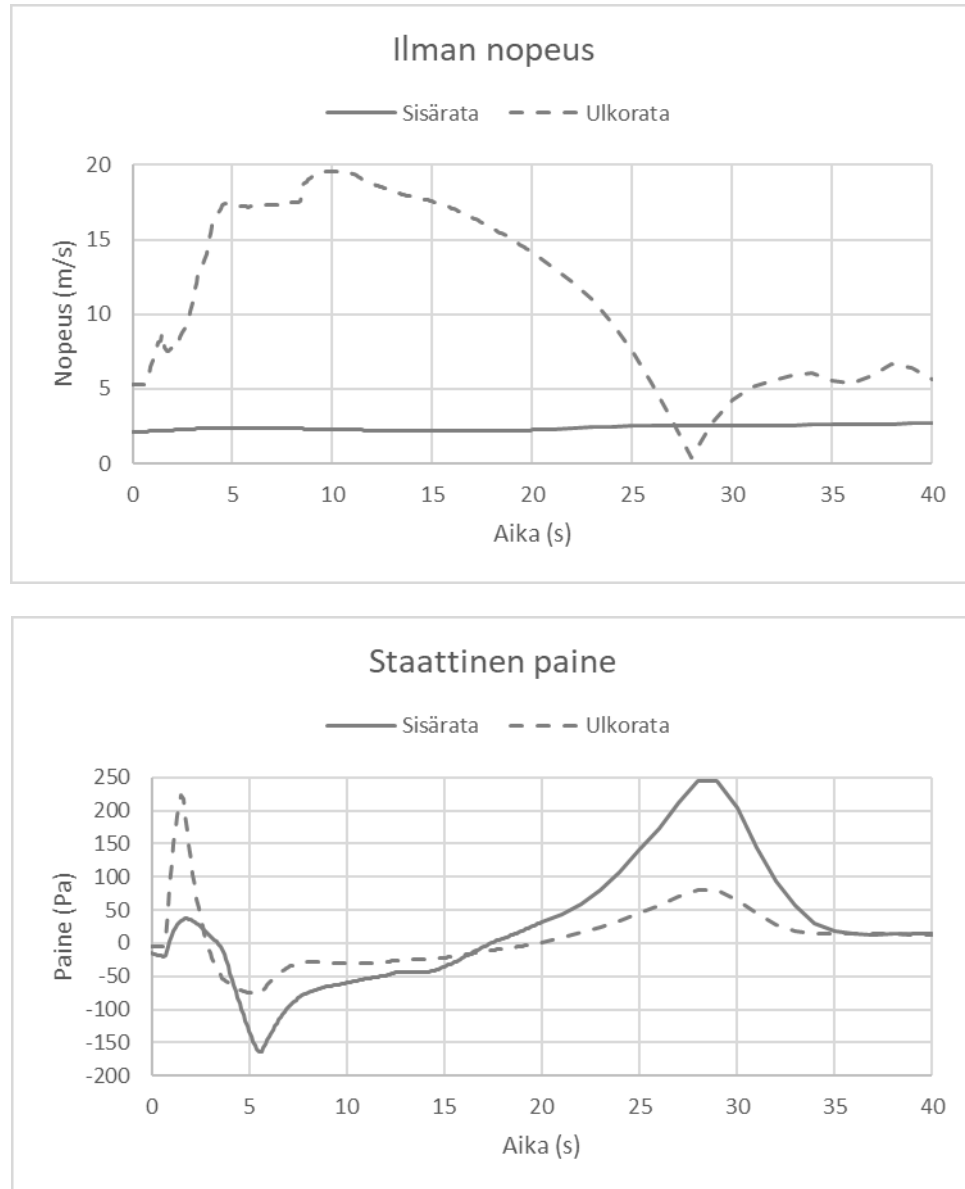 Ilman nopeus
Sisärata Ulkorata
20
15
10
5
0
Nopeus (m/s)
0 5 10 15 20 25 30 35 40
Aika (s)
Staattinen paine
Sisärata Ulkorata
250
200
150
100
50
0
-50
-100
-150
-200
Paine (Pa)
0 5 10 15 20 25 30 35 40
Aika (s)